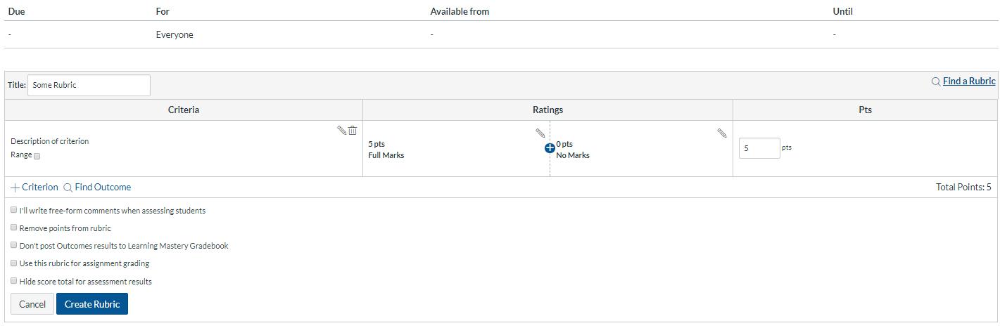 Due For Available from Until
- Everyone - -
Title: Some Rubric Find a Rubric
Criteria Ratings Pts
Description of criterion
Range
5 pts
Full Marks
0 pts
No Marks
5 pts
Criterion Find Outcome Total Points: 5
I'll write free-form comments when assessing students
Remove points from rubric
Don't post Outcomes results to Learning Mastery Gradebook
Use this rubric for assignment grading
Hide score total for assessment results
Cancel Create Rubric